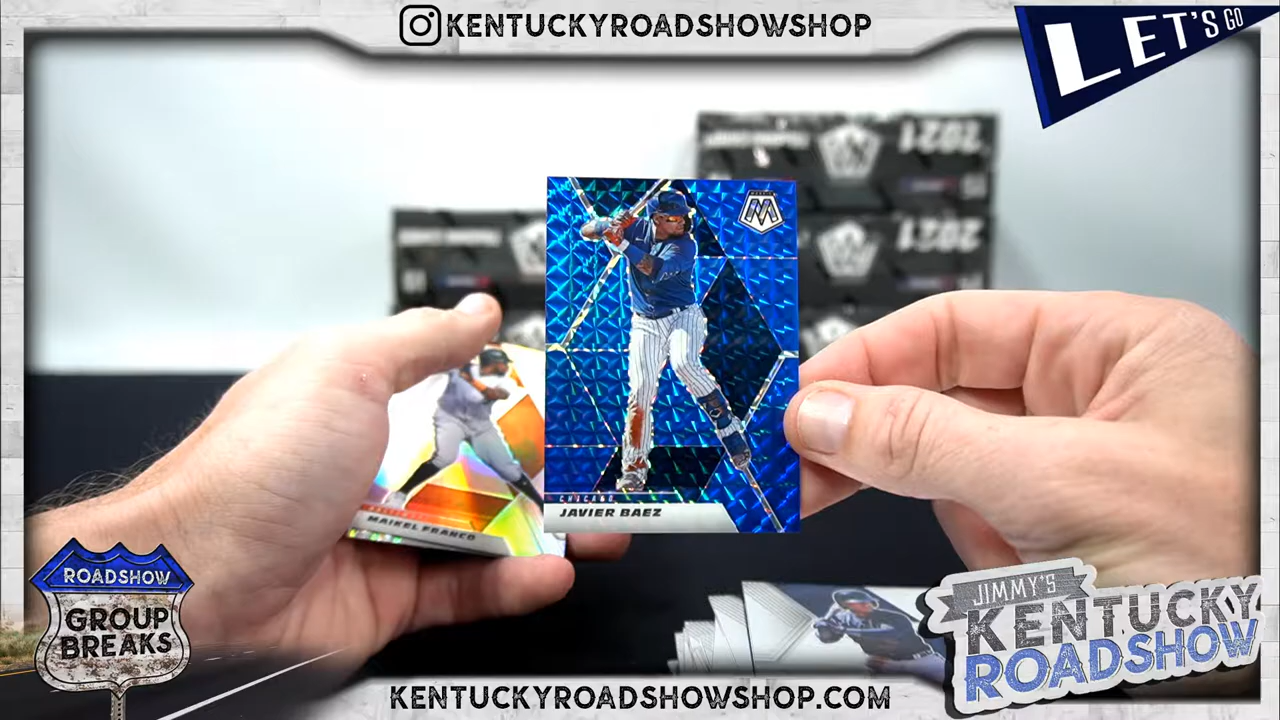 KENTUCKYROADSHOWSHOP
LET'S GO
2021
2021
M
CHICAGO
JAVIER BAEZ
MAIKEL FRANCO
ROADSHOW
GROUP
BREAKS
JIMMY'S
KENTUCKY
ROADSHOW
KENTUCKYROADSHOWSHOP.COM